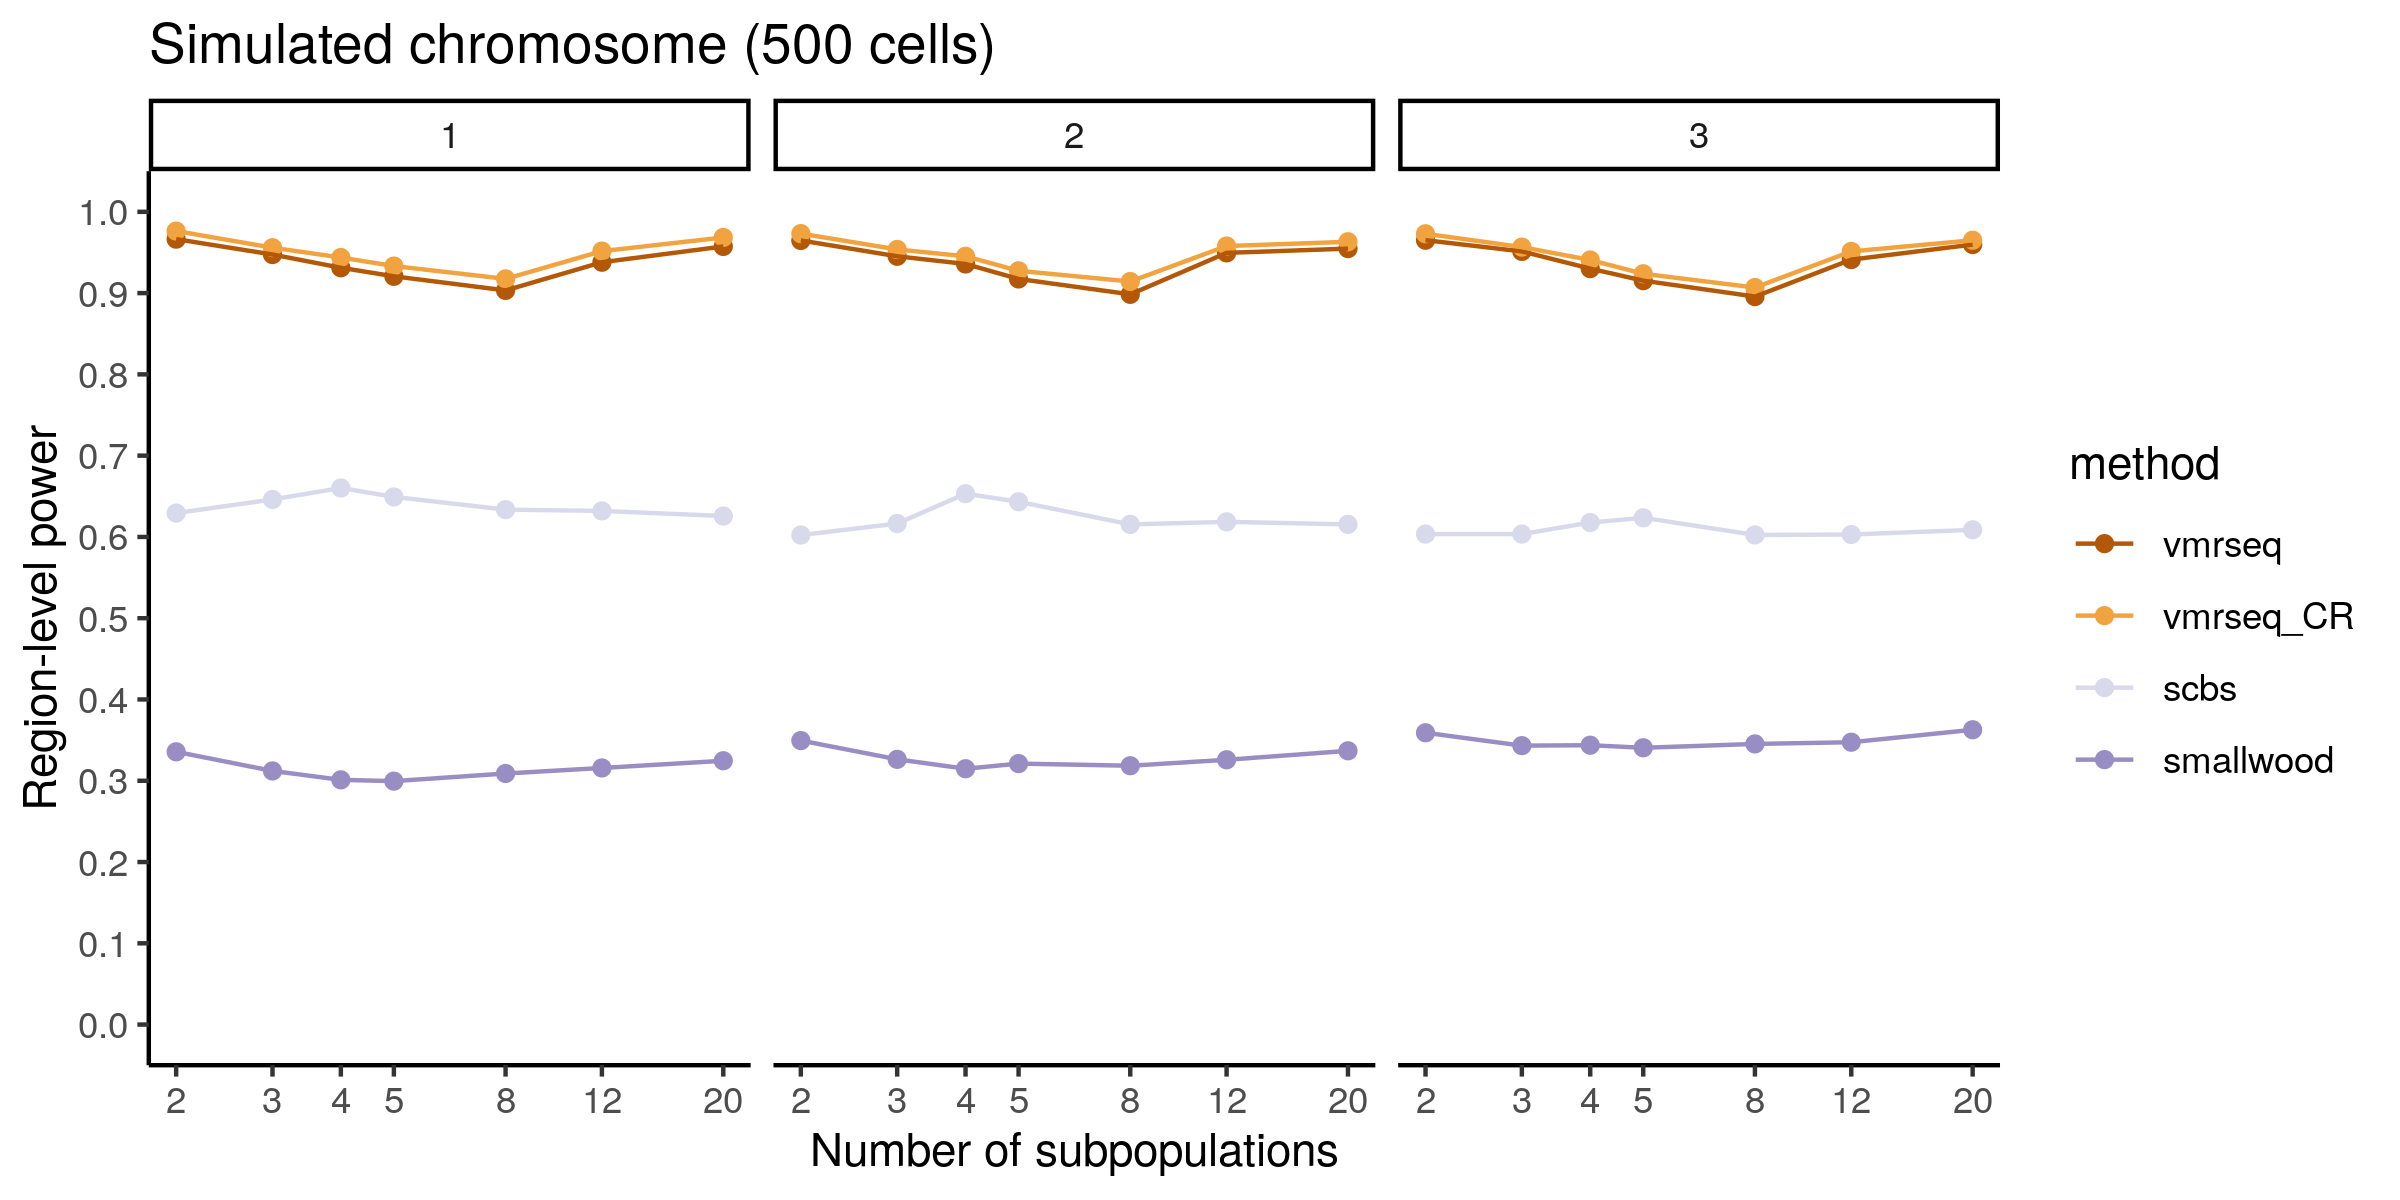 Simulated chromosome (500 cells)
1 2 3
1.0
0.9
0.8
0.7
0.6
0.5
0.4
0.3
0.2
0.1
0.0
Region-level power
2 3 4 5 8 12 20 2 3 4 5 8 12 20 2 3 4 5 8 12 20
Number of subpopulations
method
vmrseq
vmrseq_CR
scbs
smallwood